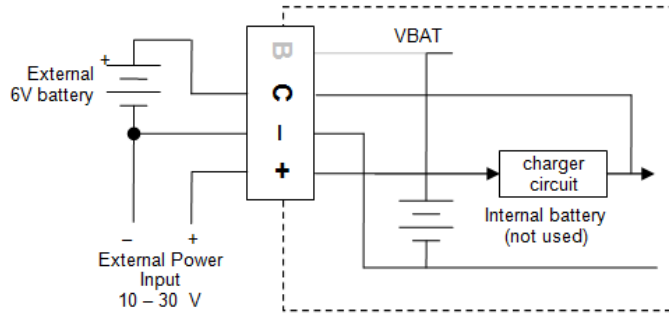 B
VBAT
+
External
6V battery
C
–
+
charger
circuit
Internal battery
(not used)
– +
External Power
Input
10 – 30 V